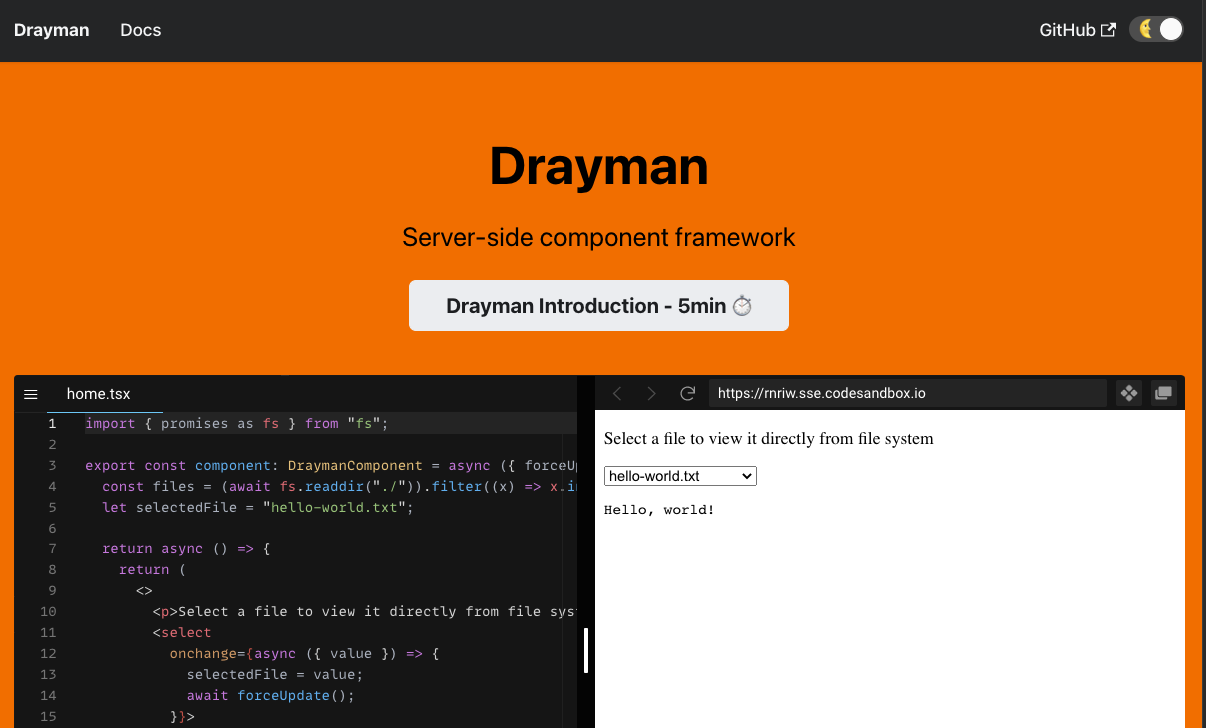 Drayman Docs GitHub
Drayman
Server-side component framework
Drayman Introduction - 5min ⏱
home.tsx
1 import { promises as fs } from "fs";
2
3 export const component: DraymanComponent = async ({ forceUp
4 const files = (await fs.readdir("./")).filter((x) => x.in
5 let selectedFile = "hello-world.txt";
6
7 return async () => {
8 return (
9 <>
10 <p>Select a file to view it directly from file syst
11 <select
12 onchange={async ({ value }) => {
13 selectedFile = value;
14 await forceUpdate();
15 }}>
https://rnriw.sse.codesandbox.io
Select a file to view it directly from file system
hello-world.txt
Hello, world!